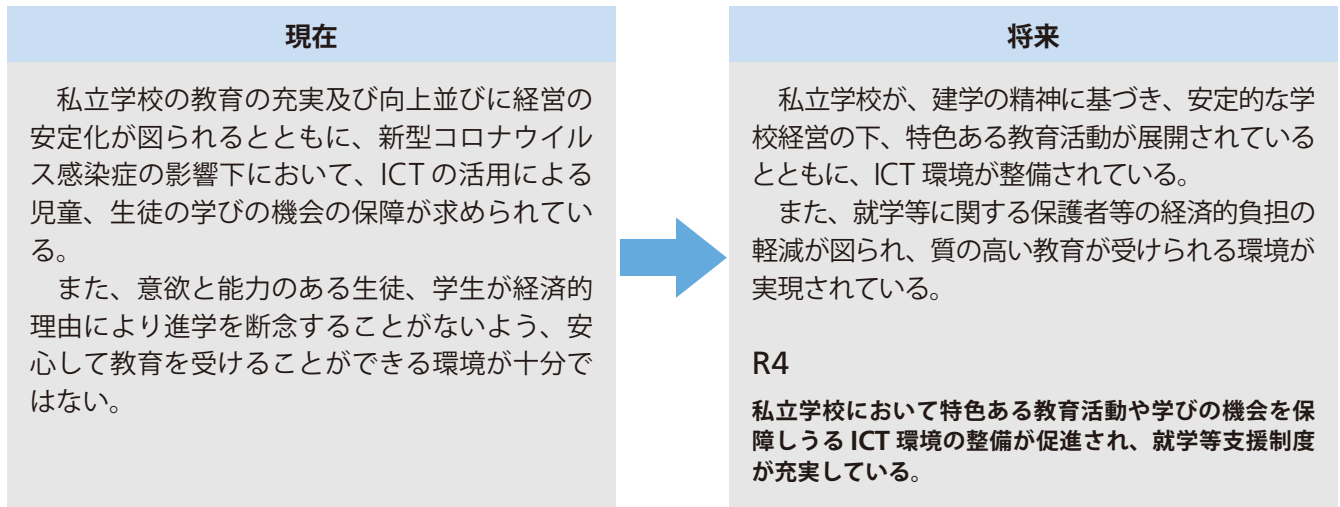 現在
　私立学校の教育の充実及び向上並びに経営の
安定化が図られるとともに、新型コロナウイル
ス感染症の影響下において、ICTの活用による
児童、生徒の学びの機会の保障が求められてい
る。
　また、意欲と能力のある生徒、学生が経済的
理由により進学を断念することがないよう、安
心して教育を受けることができる環境が十分で
はない。
将来
　私立学校が、建学の精神に基づき、安定的な学
校経営の下、特色ある教育活動が展開されている
とともに、ICT 環境が整備されている。
　また、就学等に関する保護者等の経済的負担の
軽減が図られ、質の高い教育が受けられる環境が
実現されている。
R4
私立学校において特色ある教育活動や学びの機会を保
障しうる ICT 環境の整備が促進され、就学等支援制度
が充実している。